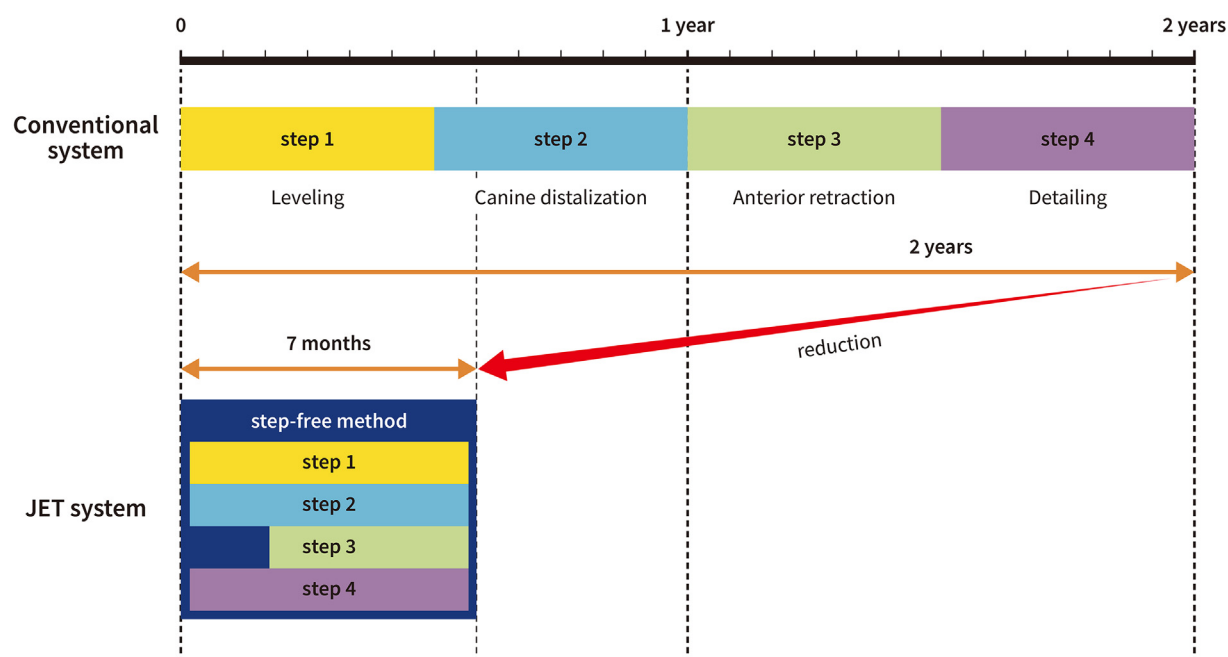 0
1 year
2 years
Conventional
system
step 1
step 2
step 3
step 4
Leveling
Canine distalization
Anterior retraction
Detailing
2 years
7 months
reduction
step-free method
step 1
step 2
JET system
step 3
step 4